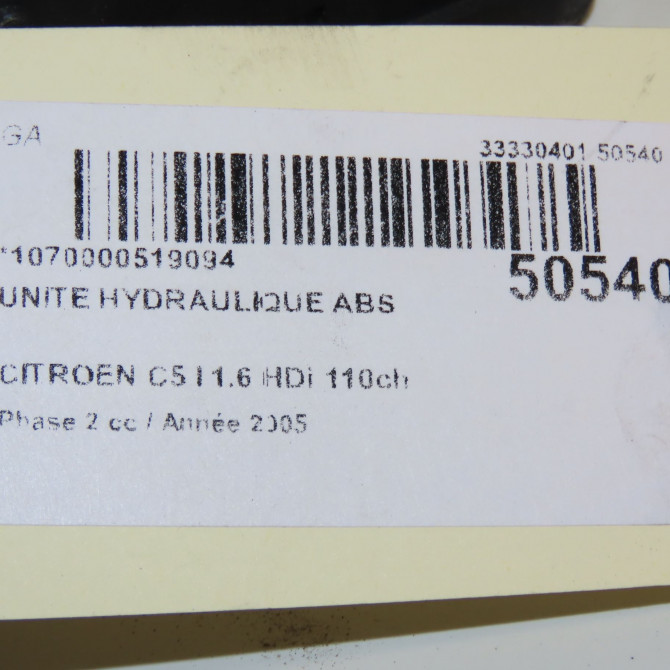 GA
33330401 50540
*1070000519094
50540
UNITE HYDRAULIQUE ABS
CITROEN C5 I 1.6 HDi 110ch
Phase 2 cc / Année 2005